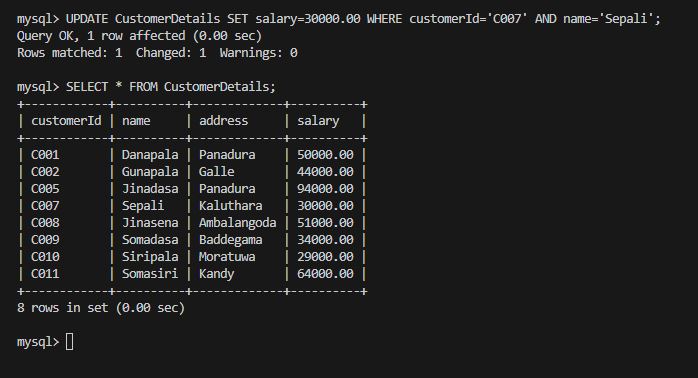 mysql> UPDATE CustomerDetails SET salary=30000.00 WHERE customerId='C007' AND name='Sepali';
Query OK, 1 row affected (0.00 sec)
Rows matched: 1  Changed: 1  Warnings: 0

mysql> SELECT * FROM CustomerDetails;
+------------+----------+-------------+----------+
| customerId | name     | address     | salary   |
+------------+----------+-------------+----------+
| C001       | Danapala | Panadura    | 50000.00 |
| C002       | Gunapala | Galle       | 44000.00 |
| C005       | Jinadasa | Panadura    | 94000.00 |
| C007       | Sepali   | Kaluthara   | 30000.00 |
| C008       | Jinasena | Ambalangoda | 51000.00 |
| C009       | Somadasa | Baddegama   | 34000.00 |
| C010       | Siripala | Moratuwa    | 29000.00 |
| C011       | Somasiri | Kandy       | 64000.00 |
+------------+----------+-------------+----------+
8 rows in set (0.00 sec)

mysql>